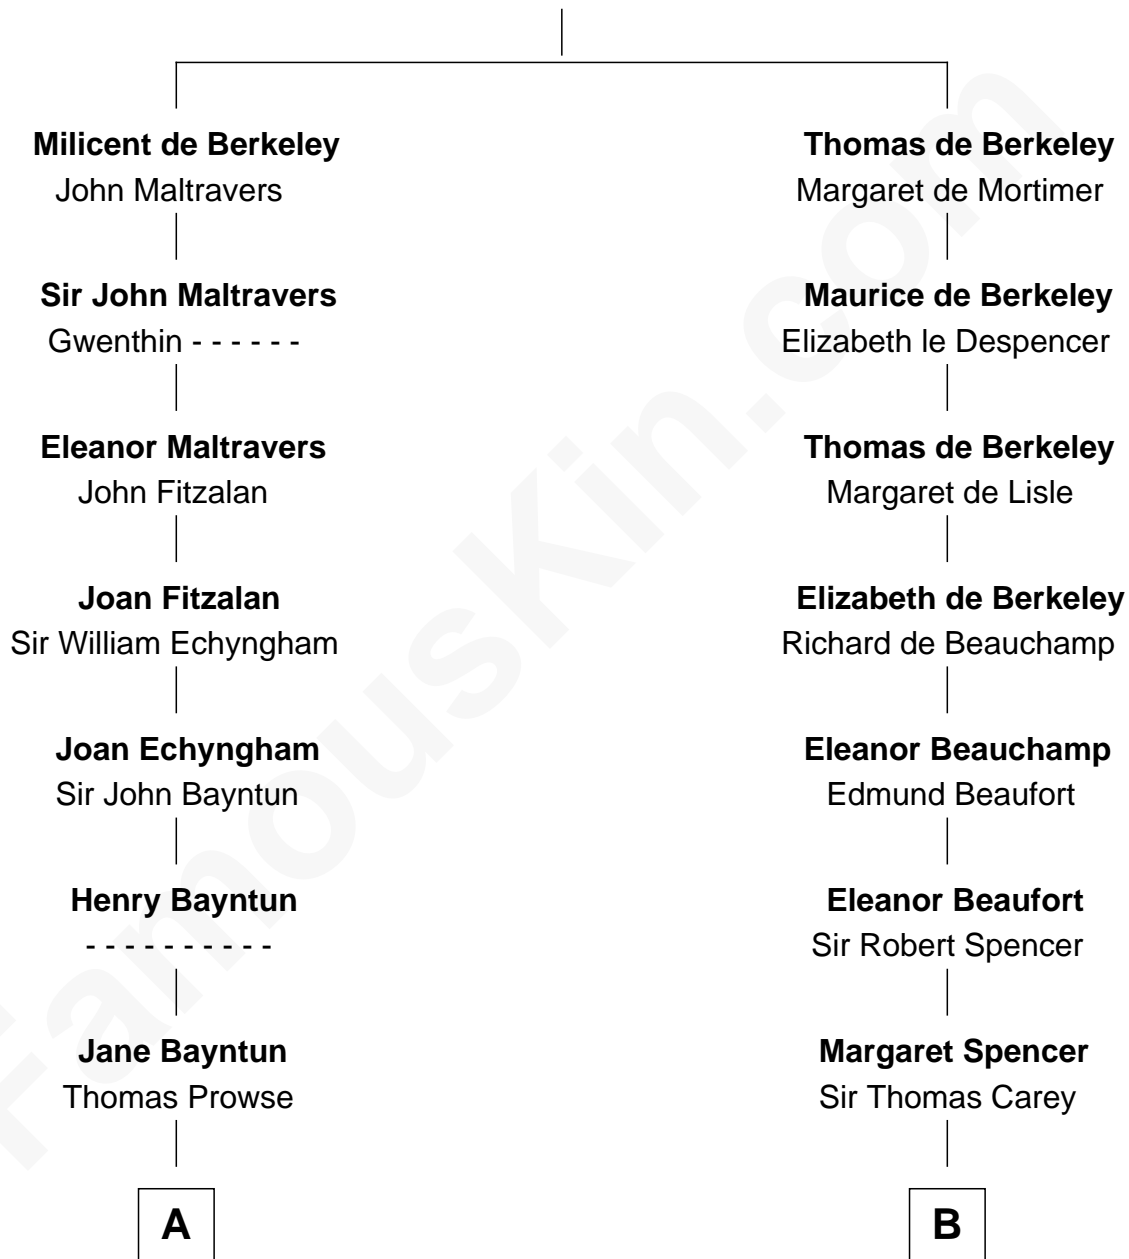 Milicent de Berkeley
John Maltravers
Thomas de Berkeley
Margaret de Mortimer
Sir John Maltravers
Gwenthin - - - - - -
Maurice de Berkeley
Elizabeth le Despencer
Eleanor Maltravers
John Fitzalan
Thomas de Berkeley
Margaret de Lisle
Joan Fitzalan
Sir William Echyngham
Elizabeth de Berkeley
Richard de Beauchamp
Joan Echyngham
Sir John Bayntun
Eleanor Beauchamp
Edmund Beaufort
Henry Bayntun
- - - - - - - - - -
Eleanor Beaufort
Sir Robert Spencer
Jane Bayntun
Thomas Prowse
Margaret Spencer
Sir Thomas Carey
A
B
FamousKin.com